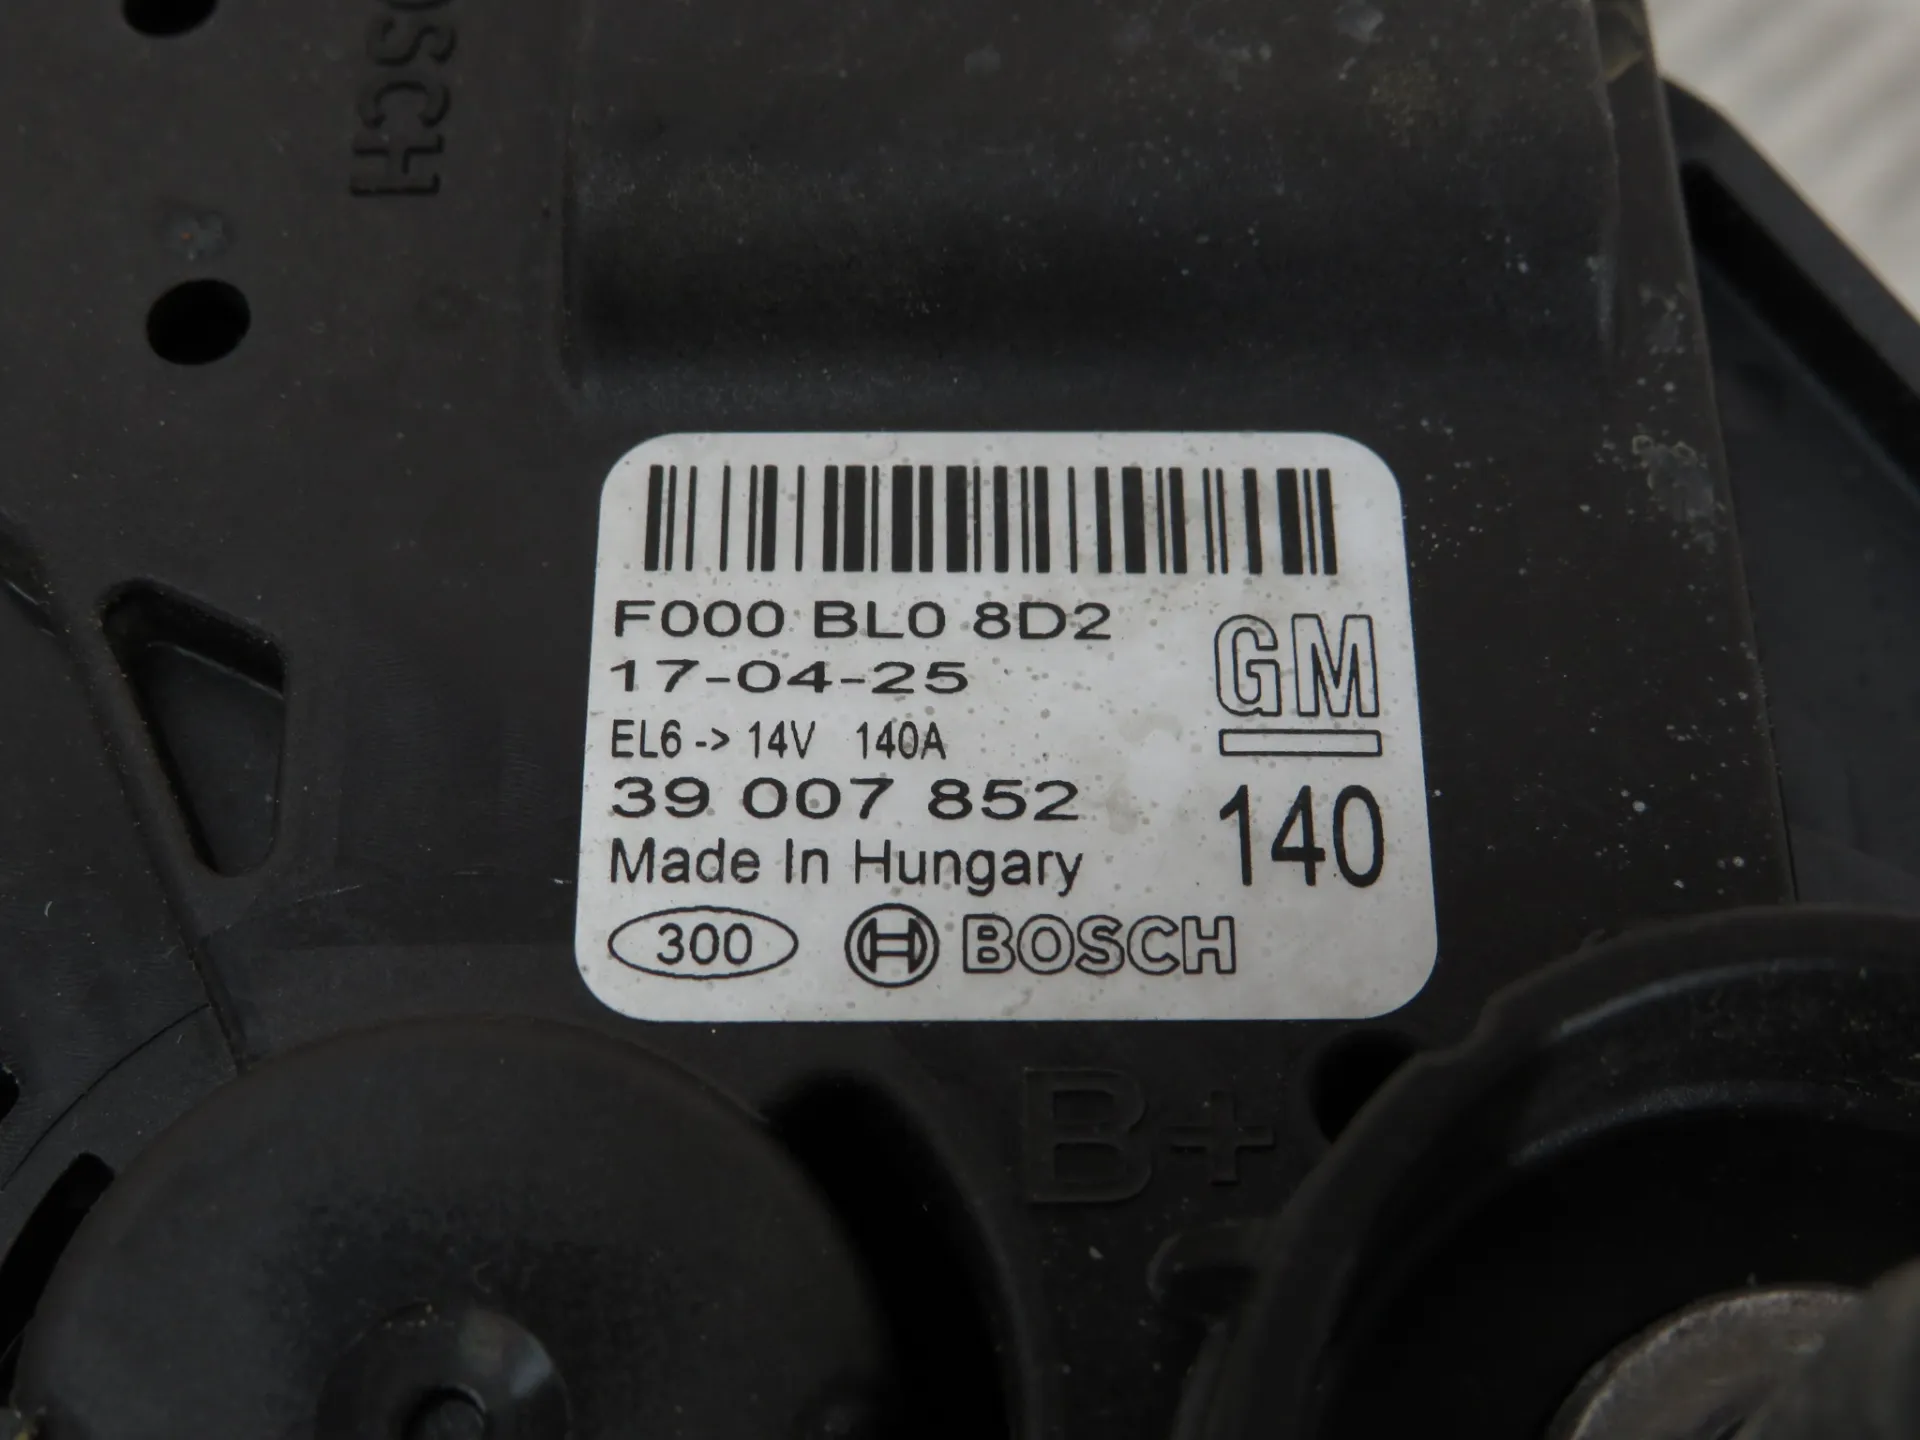 OSCH
F000 BL0 8D2
17-04-25
EL6 -> 14V 140A
39 007 852
Made In Hungary
300
BOSCH
GM
140
B+